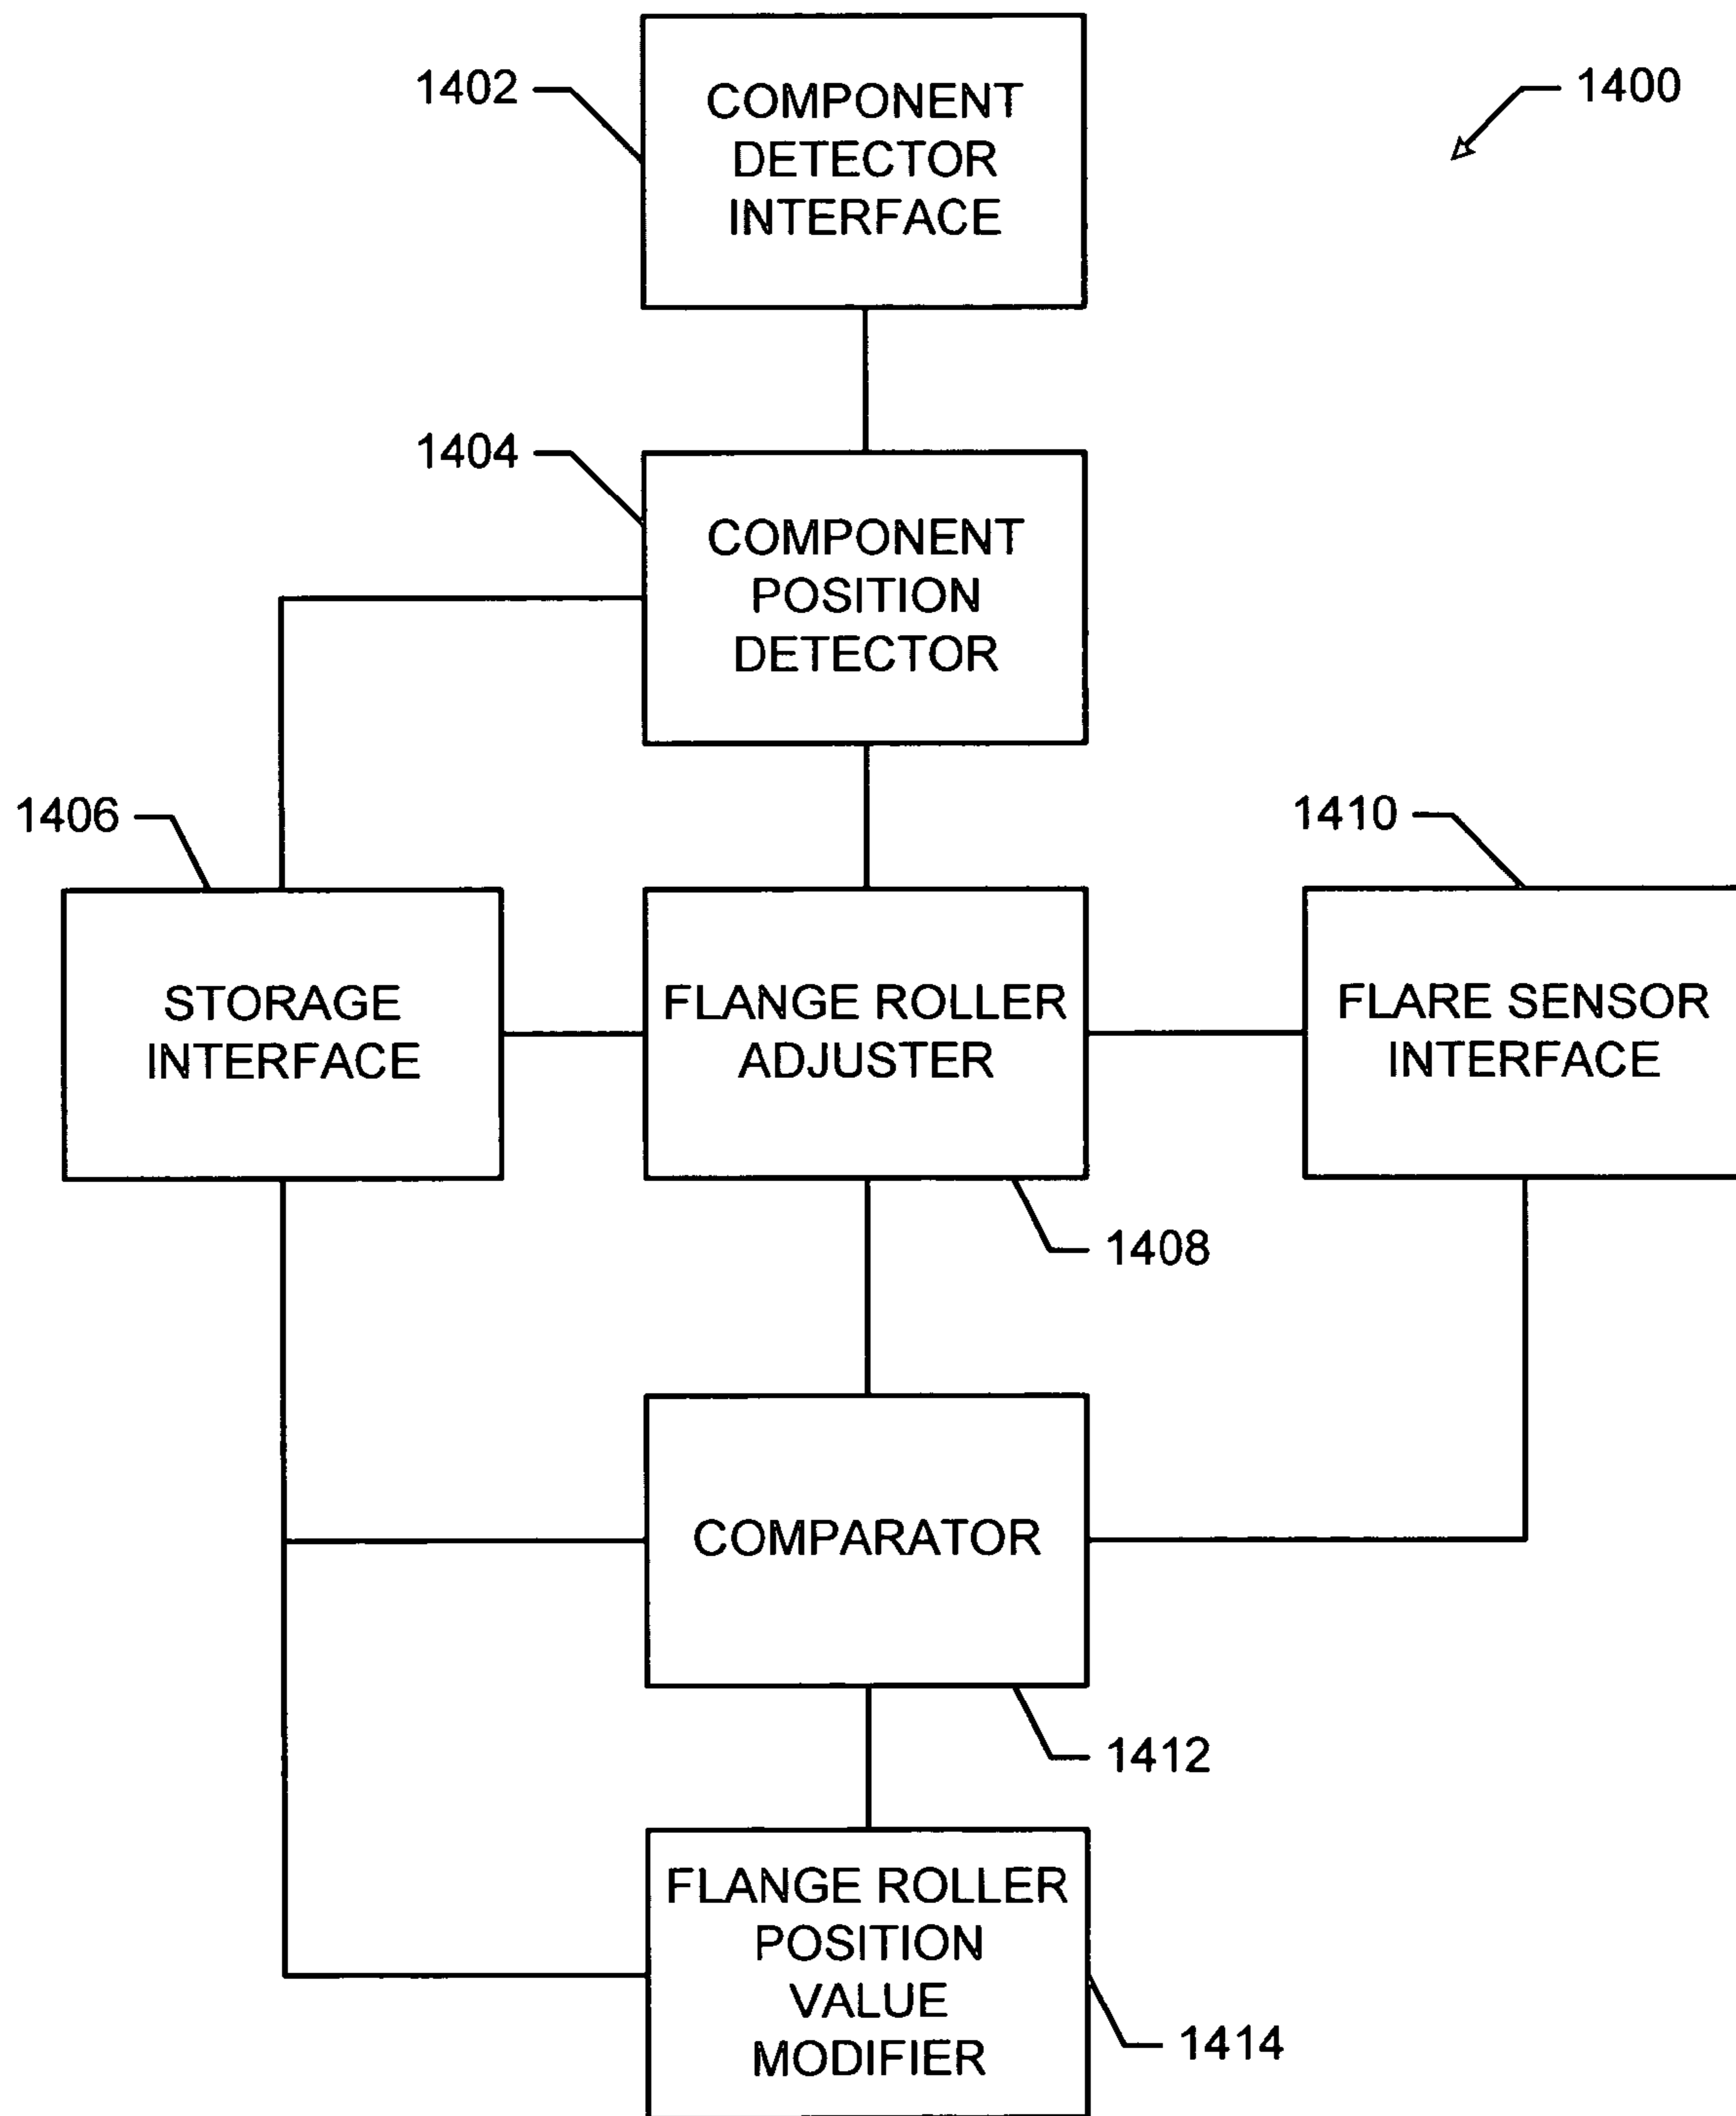 1402
COMPONENT
DETECTOR
INTERFACE
1400
1404
COMPONENT
POSITION
DETECTOR
1406
STORAGE
INTERFACE
FLANGE ROLLER
ADJUSTER
1408
1410
FLARE SENSOR
INTERFACE
COMPARATOR
1412
FLANGE ROLLER
POSITION
VALUE
MODIFIER
1414